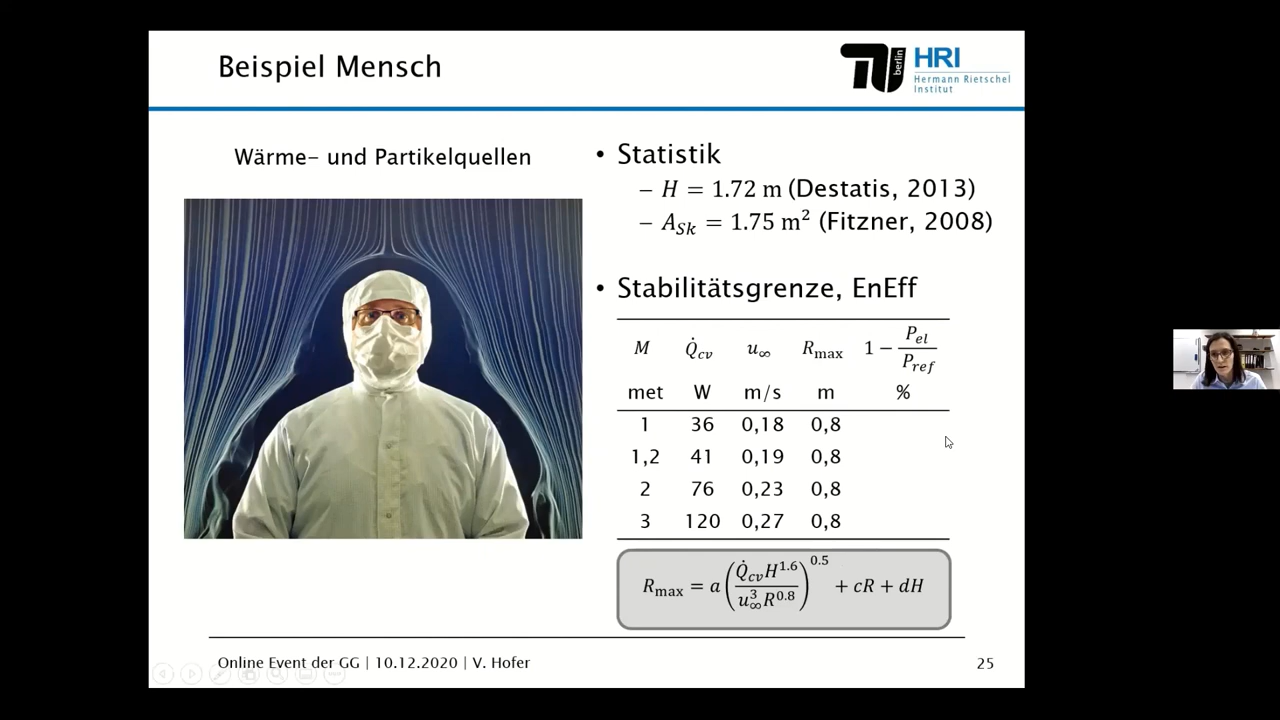 Beispiel Mensch
berlin
HRI
Hermann Rietschel
Institut
Wärme- und Partikelquellen
• Statistik
– H = 1.72 m (Destatis, 2013)
– A_Sk = 1.75 m² (Fitzner, 2008)
• Stabilitätsgrenze, EnEff
M Q̇_cv u_∞ R_max 1 − P_el/P_ref
met W m/s m %
1 36 0,18 0,8
1,2 41 0,19 0,8
2 76 0,23 0,8
3 120 0,27 0,8
R_max = a (Q̇_cv H^1.6 / u_∞^3 R^0.8)^0.5 + cR + dH
Online Event der GG | 10.12.2020 | V. Hofer
25